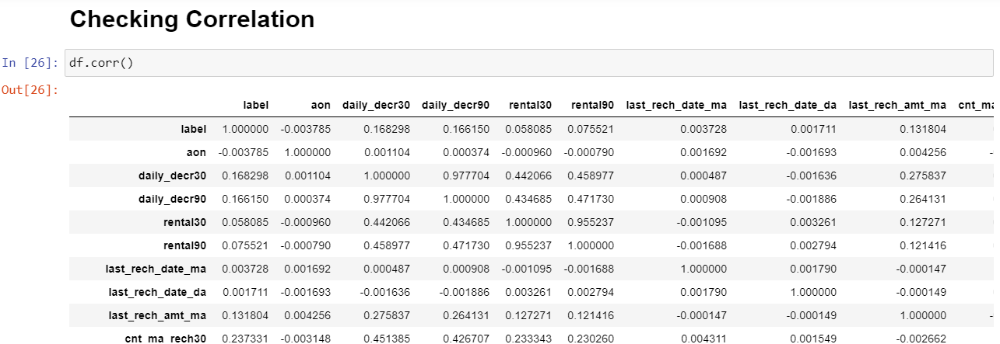 Checking Correlation
In [26]: df.corr()
Out[26]:
label aon daily_decr30 daily_decr90 rental30 rental90 last_rech_date_ma last_rech_date_da last_rech_amt_ma cnt_ma
label 1.000000 -0.003785 0.168298 0.166150 0.058085 0.075521 0.003728 0.001711 0.131804
aon -0.003785 1.000000 0.001104 0.000374 -0.000960 -0.000790 0.001692 -0.001693 0.004256 -
daily_decr30 0.168298 0.001104 1.000000 0.977704 0.442066 0.458977 0.000487 -0.001636 0.275837
daily_decr90 0.166150 0.000374 0.977704 1.000000 0.434685 0.471730 0.000908 -0.001886 0.264131
rental30 0.058085 -0.000960 0.442066 0.434685 1.000000 0.955237 -0.001095 0.003261 0.127271
rental90 0.075521 -0.000790 0.458977 0.471730 0.955237 1.000000 -0.001688 0.002794 0.121416
last_rech_date_ma 0.003728 0.001692 0.000487 0.000908 -0.001095 -0.001688 1.000000 0.001790 -0.000147
last_rech_date_da 0.001711 -0.001693 -0.001636 -0.001886 0.003261 0.002794 0.001790 1.000000 -0.000149
last_rech_amt_ma 0.131804 0.004256 0.275837 0.264131 0.127271 0.121416 -0.000147 -0.000149 1.000000 -
cnt_ma_rech30 0.237331 -0.003148 0.451385 0.426707 0.233343 0.230260 0.004311 0.001549 -0.002662